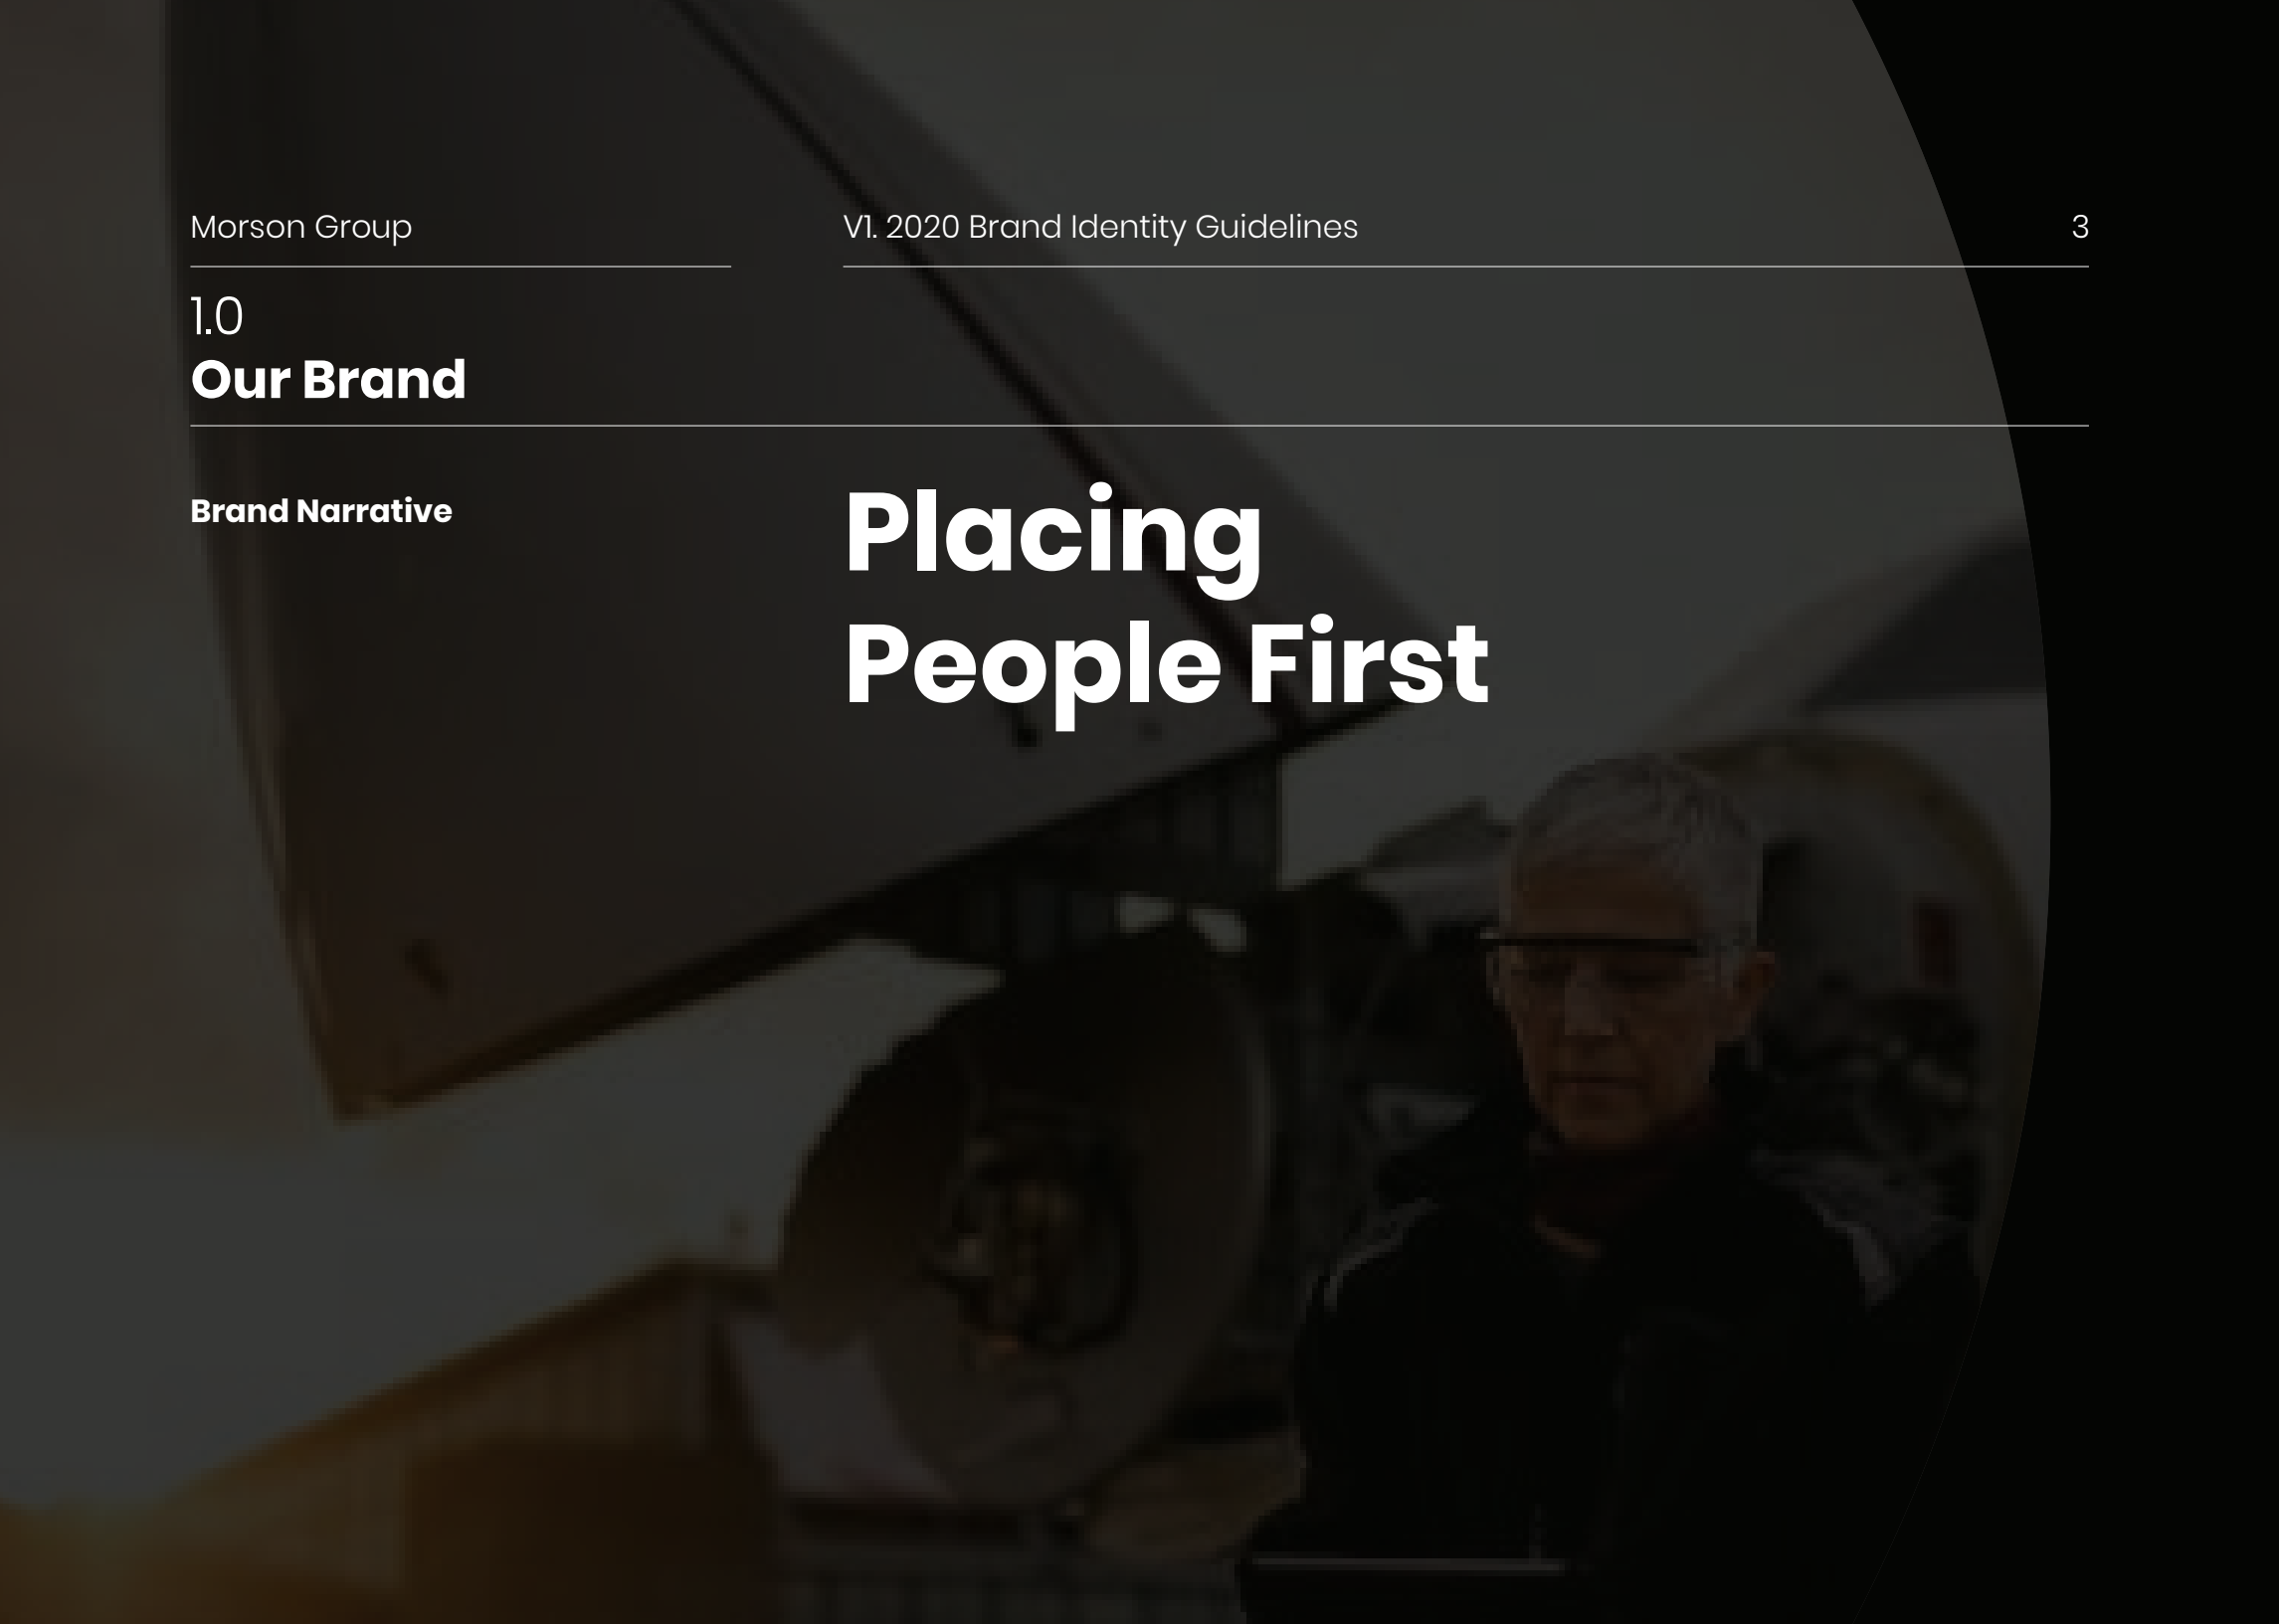 Morson Group
V1. 2020 Brand Identity Guidelines
3
1.0
Our Brand
Brand Narrative
Placing
People First